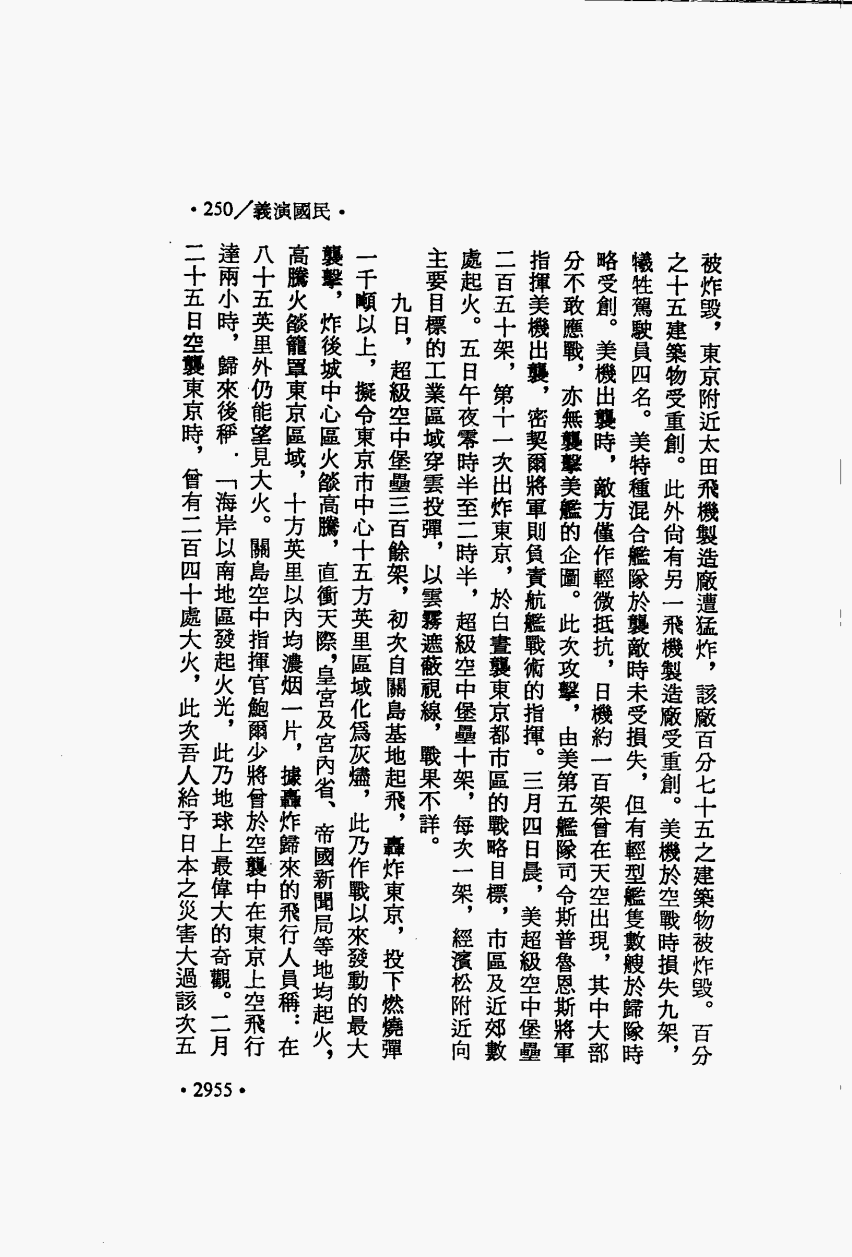 •250／義演國民•
被炸毀，東京附近太田飛機製造廠遭猛炸，該廠百分七十五之建築物被炸毀。百分
之十五建築物受重創。此外尙有另一飛機製造廠受重創。美機於空戰時損失九架，
犧牲駕駛員四名。美特種混合艦隊於襲敵時未受損失，但有輕型艦隻數艘於歸隊時
略受創。美機出襲時，敵方僅作輕微抵抗，日機約一百架曾在天空出現，其中大部
分不敢應戰，亦無襲擊美艦的企圖。此次攻擊，由美第五艦隊司令斯普魯恩斯將軍
指揮美機出襲，密契爾將軍則負責航艦戰術的指揮。三月四日晨，美超級空中堡壘
二百五十架，第十一次出炸東京，於白晝襲東京都市區的戰略目標，市區及近郊數
處起火。五日午夜零時半至二時半，超級空中堡壘十架，每次一架，經濱松附近向
主要目標的工業區域穿雲投彈，以雲霧遮蔽視線，戰果不詳。
九日，超級空中堡壘三百餘架，初次自關島基地起飛，轟炸東京，投下燃燒彈
一千噸以上，擬令東京市中心十五方英里區域化爲灰燼，此乃作戰以來發動的最大
襲擊，炸後城中心區火燄高騰，直衝天際，皇宮及宮內省、帝國新聞局等地均起火，
高騰火燄籠罩東京區域，十方英里以內均濃烟一片，據轟炸歸來的飛行人員稱：在
八十五英里外仍能望見大火。關島空中指揮官鮑爾少將曾於空襲中在東京上空飛行
達兩小時，歸來後稱．「海岸以南地區發起火光，此乃地球上最偉大的奇觀。二月
二十五日空襲東京時，曾有二百四十處大火，此次吾人給予日本之災害大過該次五
•2955•